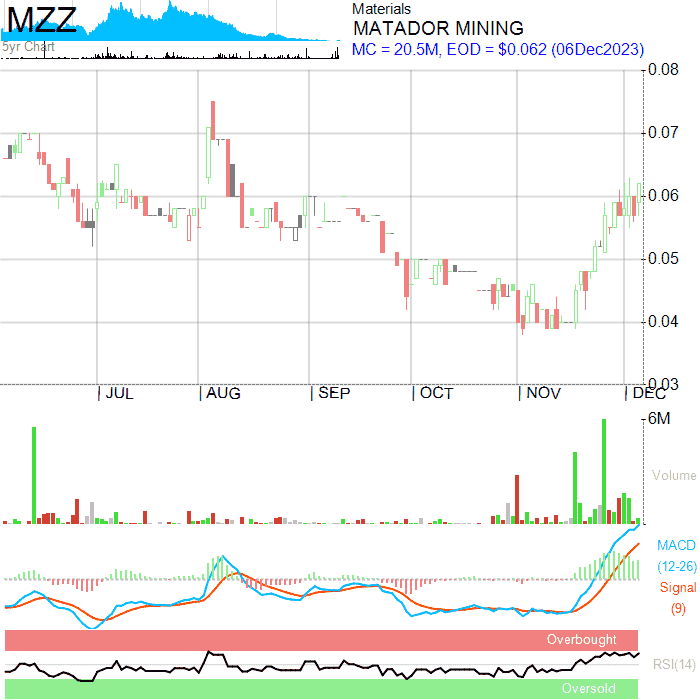 MZZ
5yr Chart
Materials
MATADOR MINING
MC = 20.5M, EOD = $0.062 (06Dec2023)
0.08
0.07
0.06
0.05
0.04
0.03
JUL AUG SEP OCT NOV DEC
6M
Volume
MACD
(12-26)
Signal
(9)
Overbought
RSI(14)
Oversold